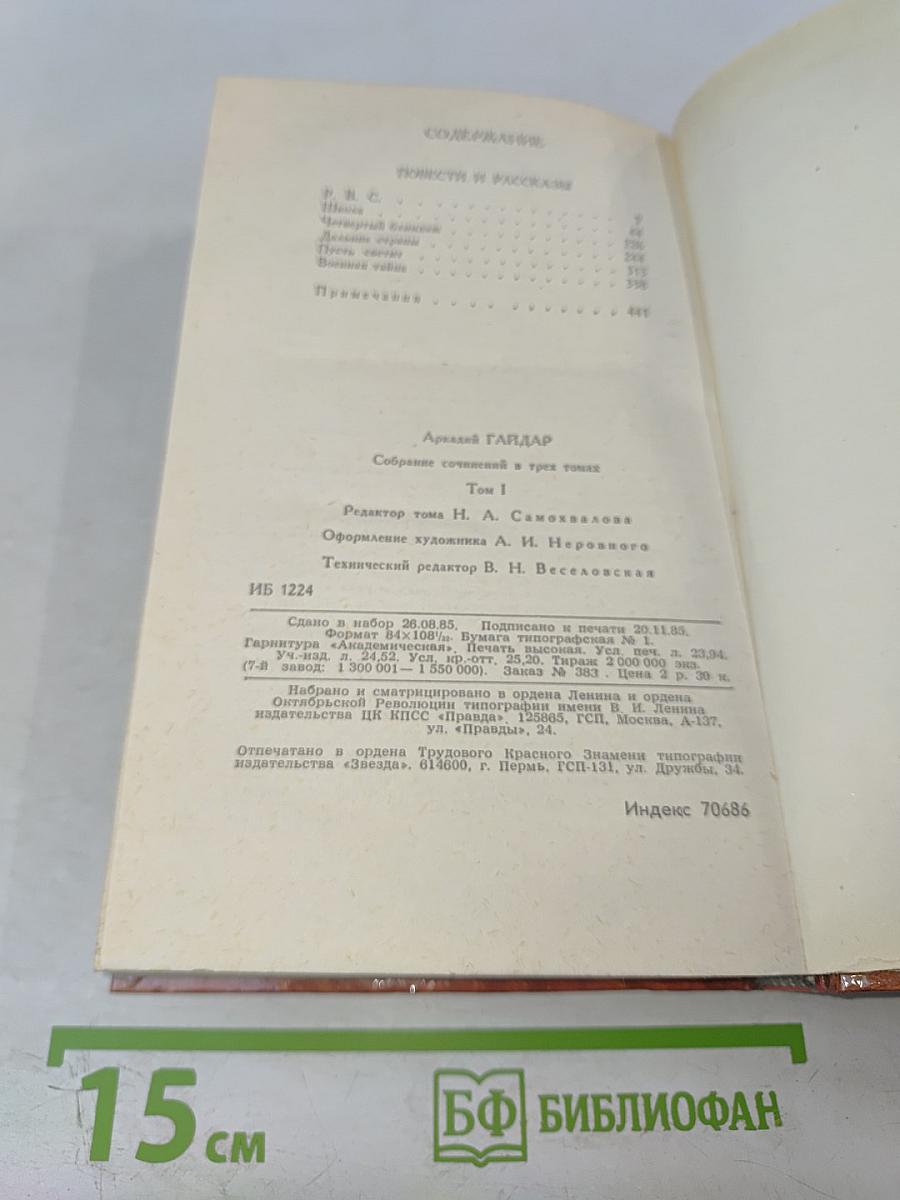 СОДЕРЖАНИЕ
ПОВЕСТИ И РАССКАЗЫ
Р. В. С.
Школа
Четвертый блиндаж
Дальние страны
Пусть светит 313
Военная тайна 338
Примечания 441
Аркадий ГАЙДАР
Собрание сочинений в трех томах
Том I
Редактор тома Н. А. Самохвалова
Оформление художника А. И. Неровного
Технический редактор В. Н. Веселовская
ИБ 1224
Сдано в набор 26.08.85. Подписано к печати 20.11.85.
Формат 84×108¹/₃₂. Бумага типографская № 1.
Гарнитура «Академическая». Печать высокая. Усл. печ. л. 23,94.
Уч.-изд. л. 24,52. Усл. кр.-отт. 25,20. Тираж 2 000 000 экз.
(7-й завод: 1 300 001— 1 550 000). Заказ № 383 . Цена 2 р. 30 к.
Набрано и сматрицировано в ордена Ленина и ордена
Октябрьской Революции типографии имени В. И. Ленина
издательства ЦК КПСС «Правда». 125865, ГСП, Москва, А-137,
ул. «Правды», 24.
Отпечатано в ордена Трудового Красного Знамени типографии
издательства «Звезда». 614600, г. Пермь, ГСП-131, ул. Дружбы, 34.
Индекс 70686
15 см
БФ БИБЛИОФАН